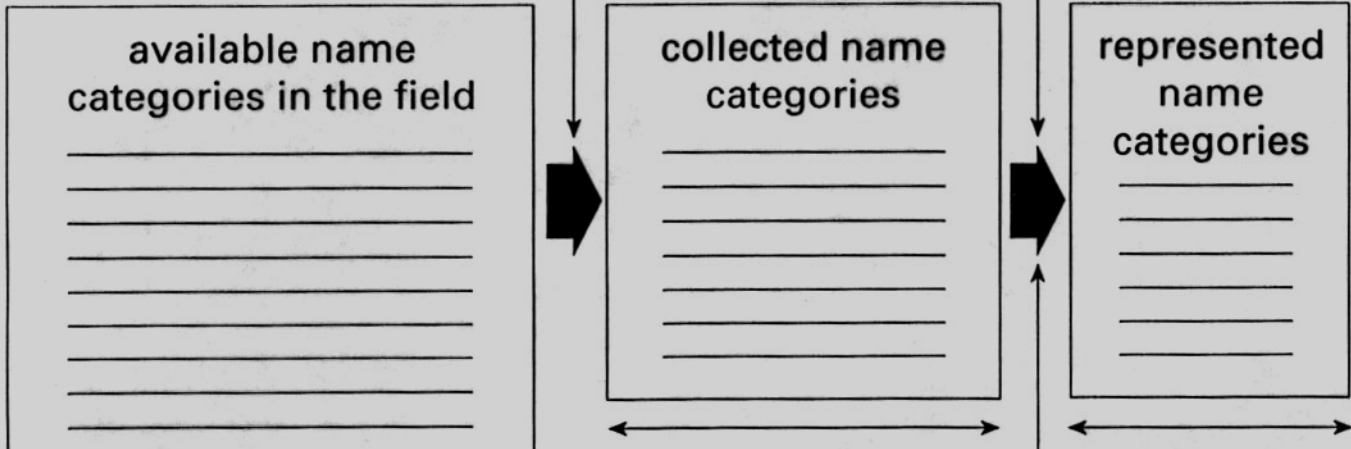 available name
categories in the field
collected name
categories
represented
name
categories